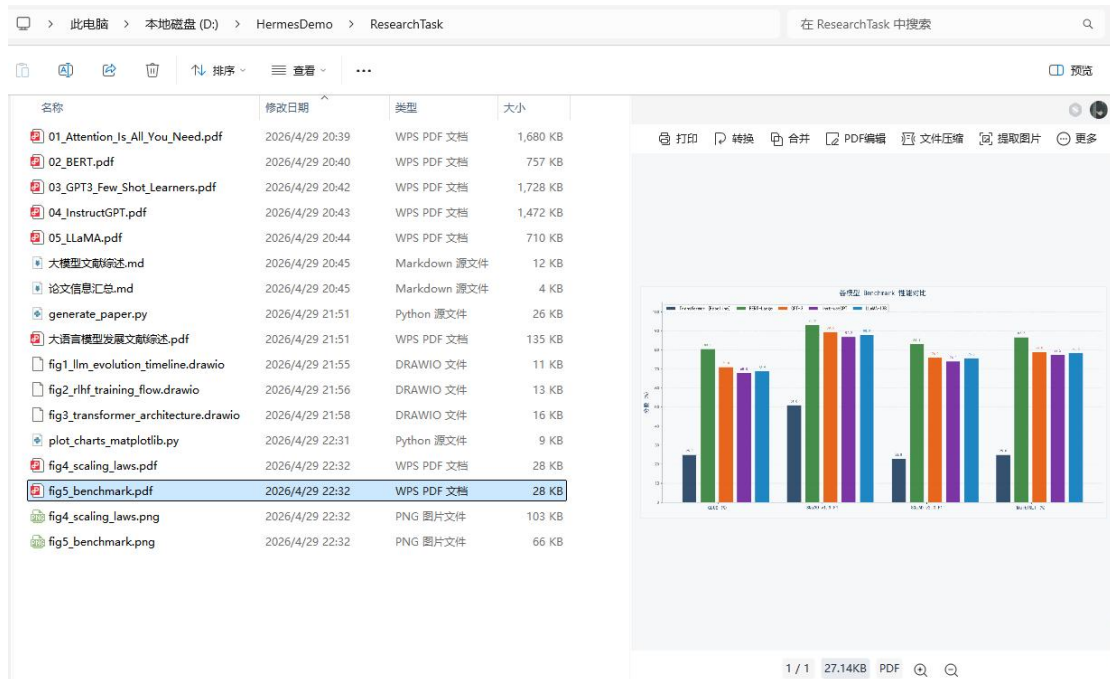 此电脑 > 本地磁盘 (D:) > HermesDemo > ResearchTask
在 ResearchTask 中搜索
排序 查看 ... 预览
名称 修改日期 类型 大小
01_Attention_Is_All_You_Need.pdf 2026/4/29 20:39 WPS PDF 文档 1,680 KB
02_BERT.pdf 2026/4/29 20:40 WPS PDF 文档 757 KB
03_GPT3_Few_Shot_Learners.pdf 2026/4/29 20:42 WPS PDF 文档 1,728 KB
04_InstructGPT.pdf 2026/4/29 20:43 WPS PDF 文档 1,472 KB
05_LLaMA.pdf 2026/4/29 20:44 WPS PDF 文档 710 KB
大模型文献综述.md 2026/4/29 20:45 Markdown 源文件 12 KB
论文信息汇总.md 2026/4/29 20:45 Markdown 源文件 4 KB
generate_paper.py 2026/4/29 21:51 Python 源文件 26 KB
大语言模型发展文献综述.pdf 2026/4/29 21:51 WPS PDF 文档 135 KB
fig1_llm_evolution_timeline.drawio 2026/4/29 21:55 DRAWIO 文件 11 KB
fig2_rlhf_training_flow.drawio 2026/4/29 21:56 DRAWIO 文件 13 KB
fig3_transformer_architecture.drawio 2026/4/29 21:58 DRAWIO 文件 16 KB
plot_charts_matplotlib.py 2026/4/29 22:31 Python 源文件 9 KB
fig4_scaling_laws.pdf 2026/4/29 22:32 WPS PDF 文档 28 KB
fig5_benchmark.pdf 2026/4/29 22:32 WPS PDF 文档 28 KB
fig4_scaling_laws.png 2026/4/29 22:32 PNG 图片文件 103 KB
fig5_benchmark.png 2026/4/29 22:32 PNG 图片文件 66 KB
打印 转换 合并 PDF编辑 文件压缩 提取图片 更多
各模型 Benchmark 性能对比
1 / 1 27.14KB PDF